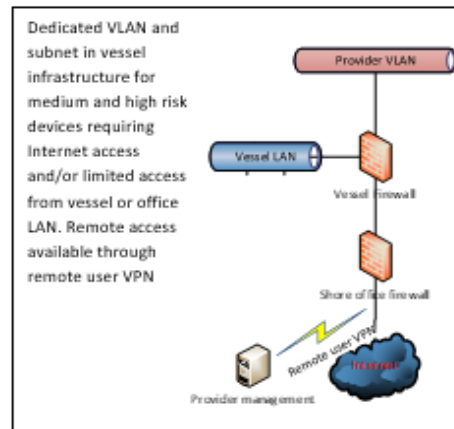 Dedicated VLAN and
subnet in vessel
infrastructure for
medium and high risk
devices requiring
Internet access
and/or limited access
from vessel or office
LAN. Remote access
available through
remote user VPN
Provider VLAN
Vessel LAN
Vessel Firewall
Shore office firewall
Remote user VPN
Internet
Provider management